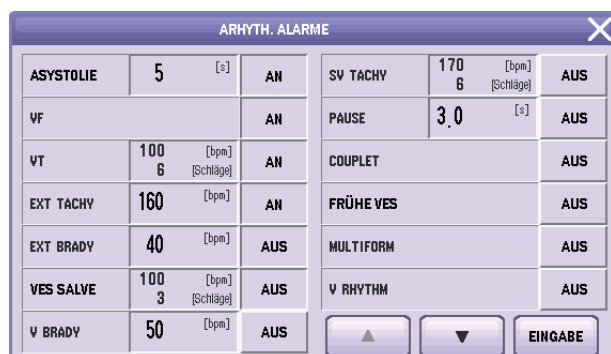 ARHYTH. ALARME
ASYSTOLIE 5 [s] AN
VF AN
VT 100 [bpm] 6 [Schläge] AN
EXT TACHY 160 [bpm] AN
EXT BRADY 40 [bpm] AUS
VES SALVE 100 [bpm] 3 [Schläge] AUS
V BRADY 50 [bpm] AUS
SV TACHY 170 [bpm] 6 [Schläge] AUS
PAUSE 3.0 [s] AUS
COUPLET AUS
FRÜHE VES AUS
MULTIFORM AUS
V RHYTHM AUS
EINGABE